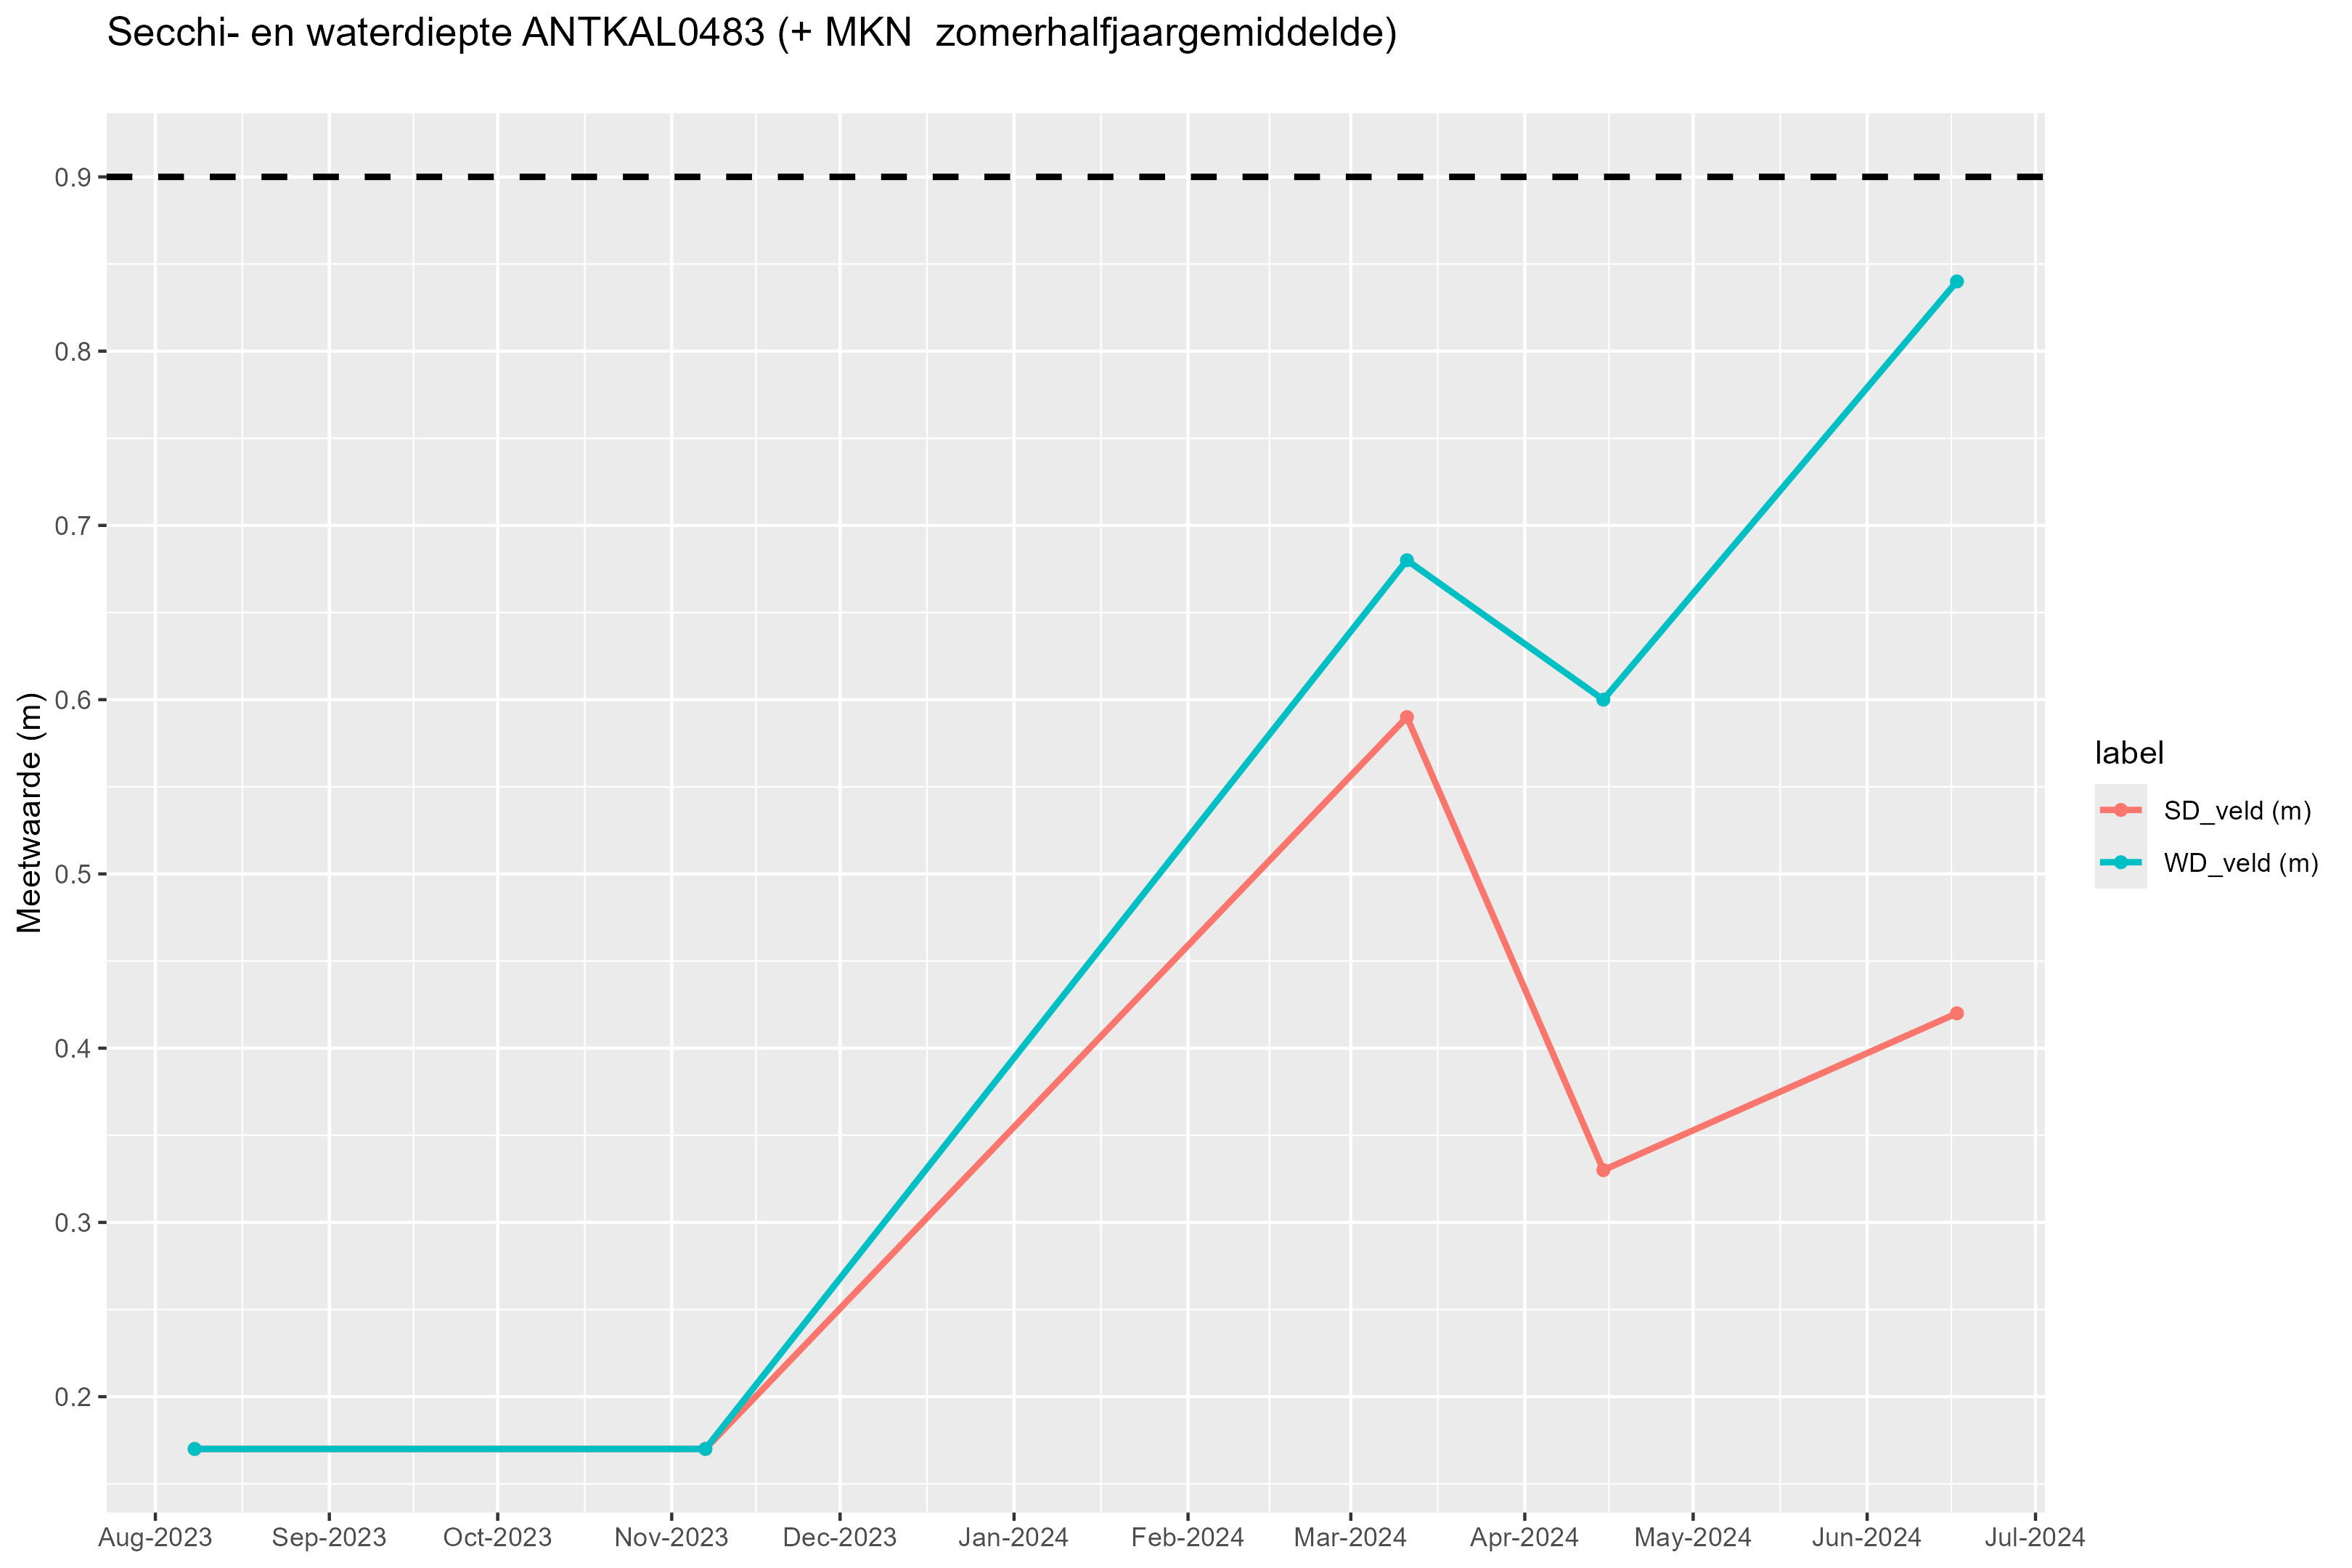 Secchi- en waterdiepte ANTKAL0483 (+ MKN  zomerhalfjaargemiddelde)
Meetwaarde (m)
0.9
0.8
0.7
0.6
0.5
0.4
0.3
0.2
Aug-2023 Sep-2023 Oct-2023 Nov-2023 Dec-2023 Jan-2024 Feb-2024 Mar-2024 Apr-2024 May-2024 Jun-2024 Jul-2024
label
SD_veld (m)
WD_veld (m)